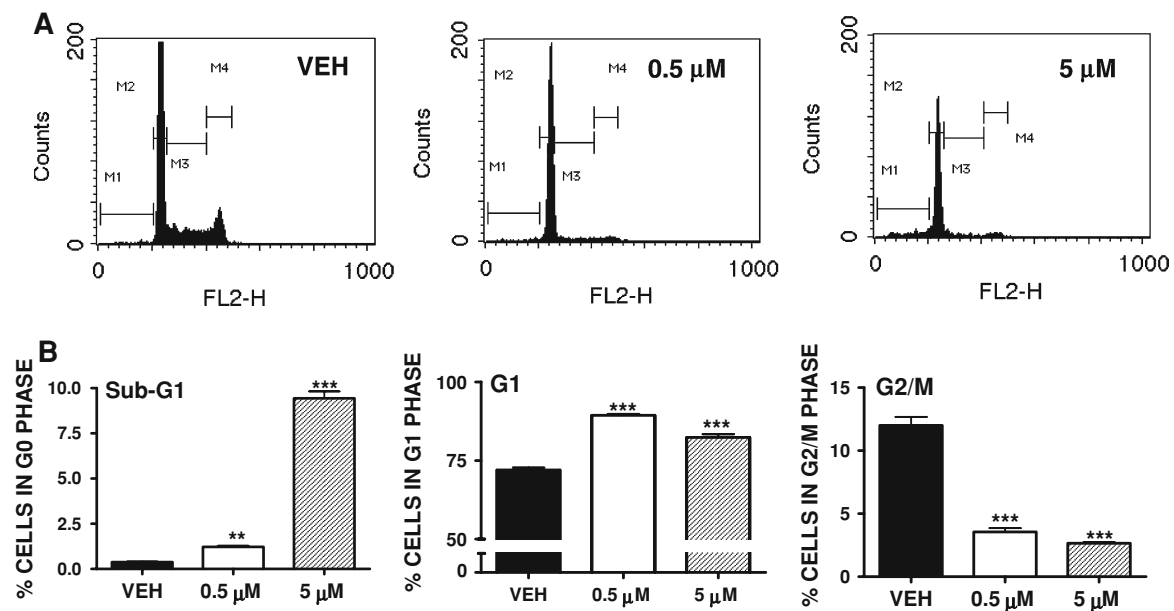 A
200
Counts
0
M1
M2
M3
M4
VEH
0
1000
FL2-H
200
Counts
0
M1
M2
M3
M4
0.5 µM
0
1000
FL2-H
200
Counts
0
M1
M2
M3
M4
5 µM
0
1000
FL2-H
B
% CELLS IN G0 PHASE
Sub-G1
10.0
7.5
5.0
2.5
0.0
**
***
VEH
0.5 µM
5 µM
% CELLS IN G1 PHASE
G1
100
75
50
0
***
***
VEH
0.5 µM
5 µM
% CELLS IN G2/M PHASE
G2/M
15
10
5
0
***
***
VEH
0.5 µM
5 µM